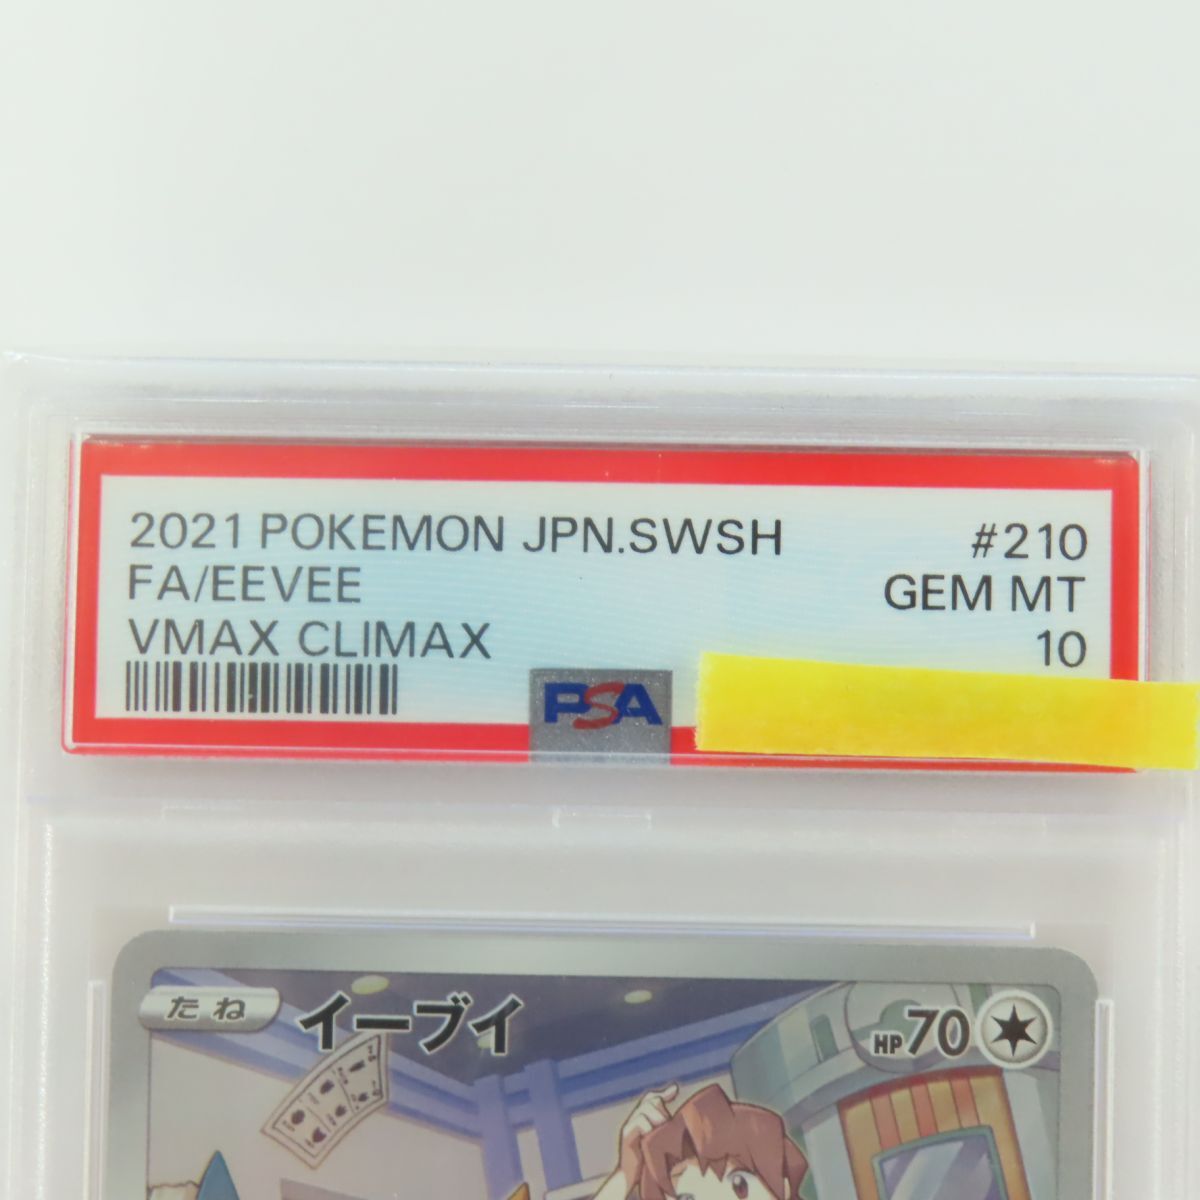 2021 POKEMON JPN.SWSH #210
FA/EEVEE GEM MT
VMAX CLIMAX 10
PSA
たね イーブイ HP70